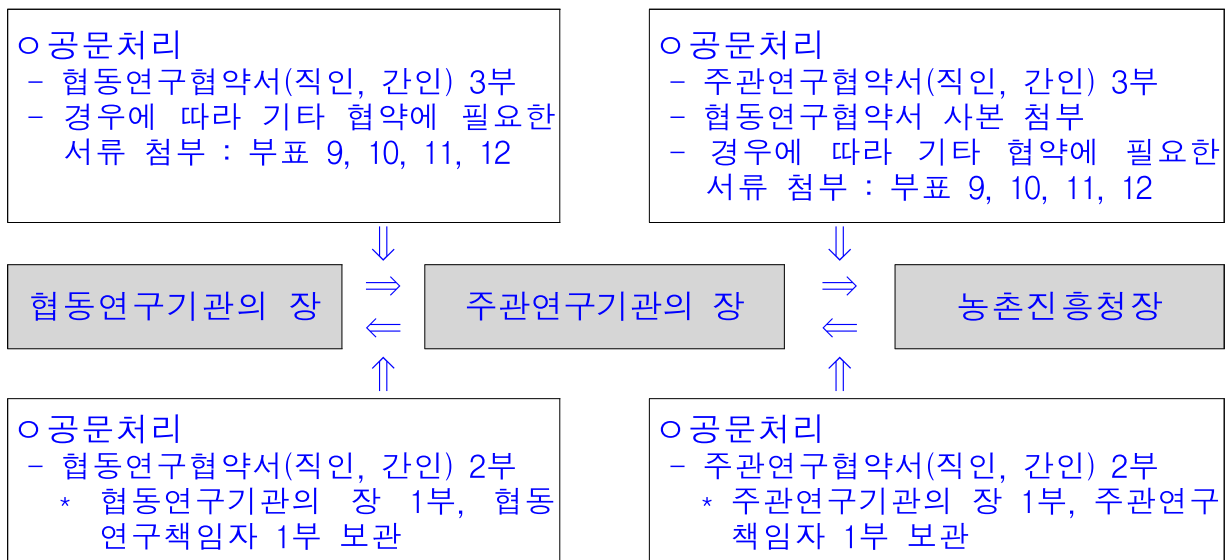 ㅇ공문처리
- 협동연구협약서(직인, 간인) 3부
- 경우에 따라 기타 협약에 필요한
서류 첨부 : 부표 9, 10, 11, 12
ㅇ공문처리
- 주관연구협약서(직인, 간인) 3부
- 협동연구협약서 사본 첨부
- 경우에 따라 기타 협약에 필요한
서류 첨부 : 부표 9, 10, 11, 12
⇓ ⇓
협동연구기관의 장 ⇒ 주관연구기관의 장 ⇒ 농촌진흥청장
⇐ ⇐
⇑ ⇑
ㅇ공문처리
- 협동연구협약서(직인, 간인) 2부
* 협동연구기관의 장 1부, 협동
연구책임자 1부 보관
ㅇ공문처리
- 주관연구협약서(직인, 간인) 2부
* 주관연구기관의 장 1부, 주관연구
책임자 1부 보관